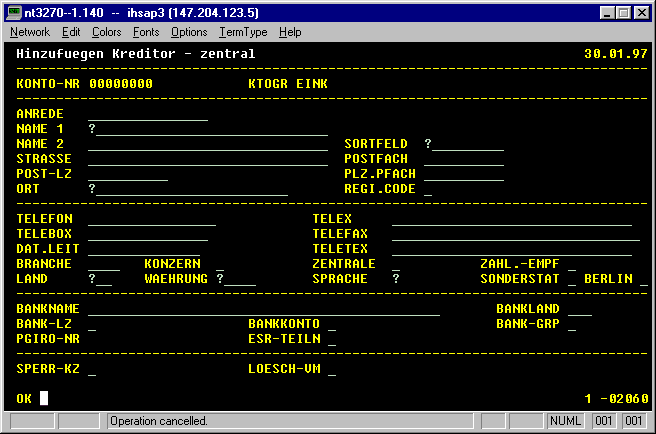 nt3270--1.140 -- ihsap3 (147.204.123.5)
Network Edit Colors Fonts Options TermType Help
Hinzufuegen Kreditor - zentral 30.01.97
KONTO-NR 00000000 KTOGR EINK
ANREDE
NAME 1 ?
NAME 2 SORTFELD ?
STRASSE POSTFACH
POST-LZ PLZ.PFACH
ORT ? REGI.CODE
TELEFON TELEX
TELEBOX TELEFAX
DAT.LEIT TELETEX
BRANCHE KONZERN ZENTRALE ZAHL.-EMPF
LAND ? WAEHRUNG ? SPRACHE ? SONDERSTAT BERLIN
BANKNAME BANKLAND
BANK-LZ BANKKONTO BANK-GRP
PGIRO-NR ESR-TEILN
SPERR-KZ LOESCH-VM
OK 1 -02060
Operation cancelled. NUML 001 001